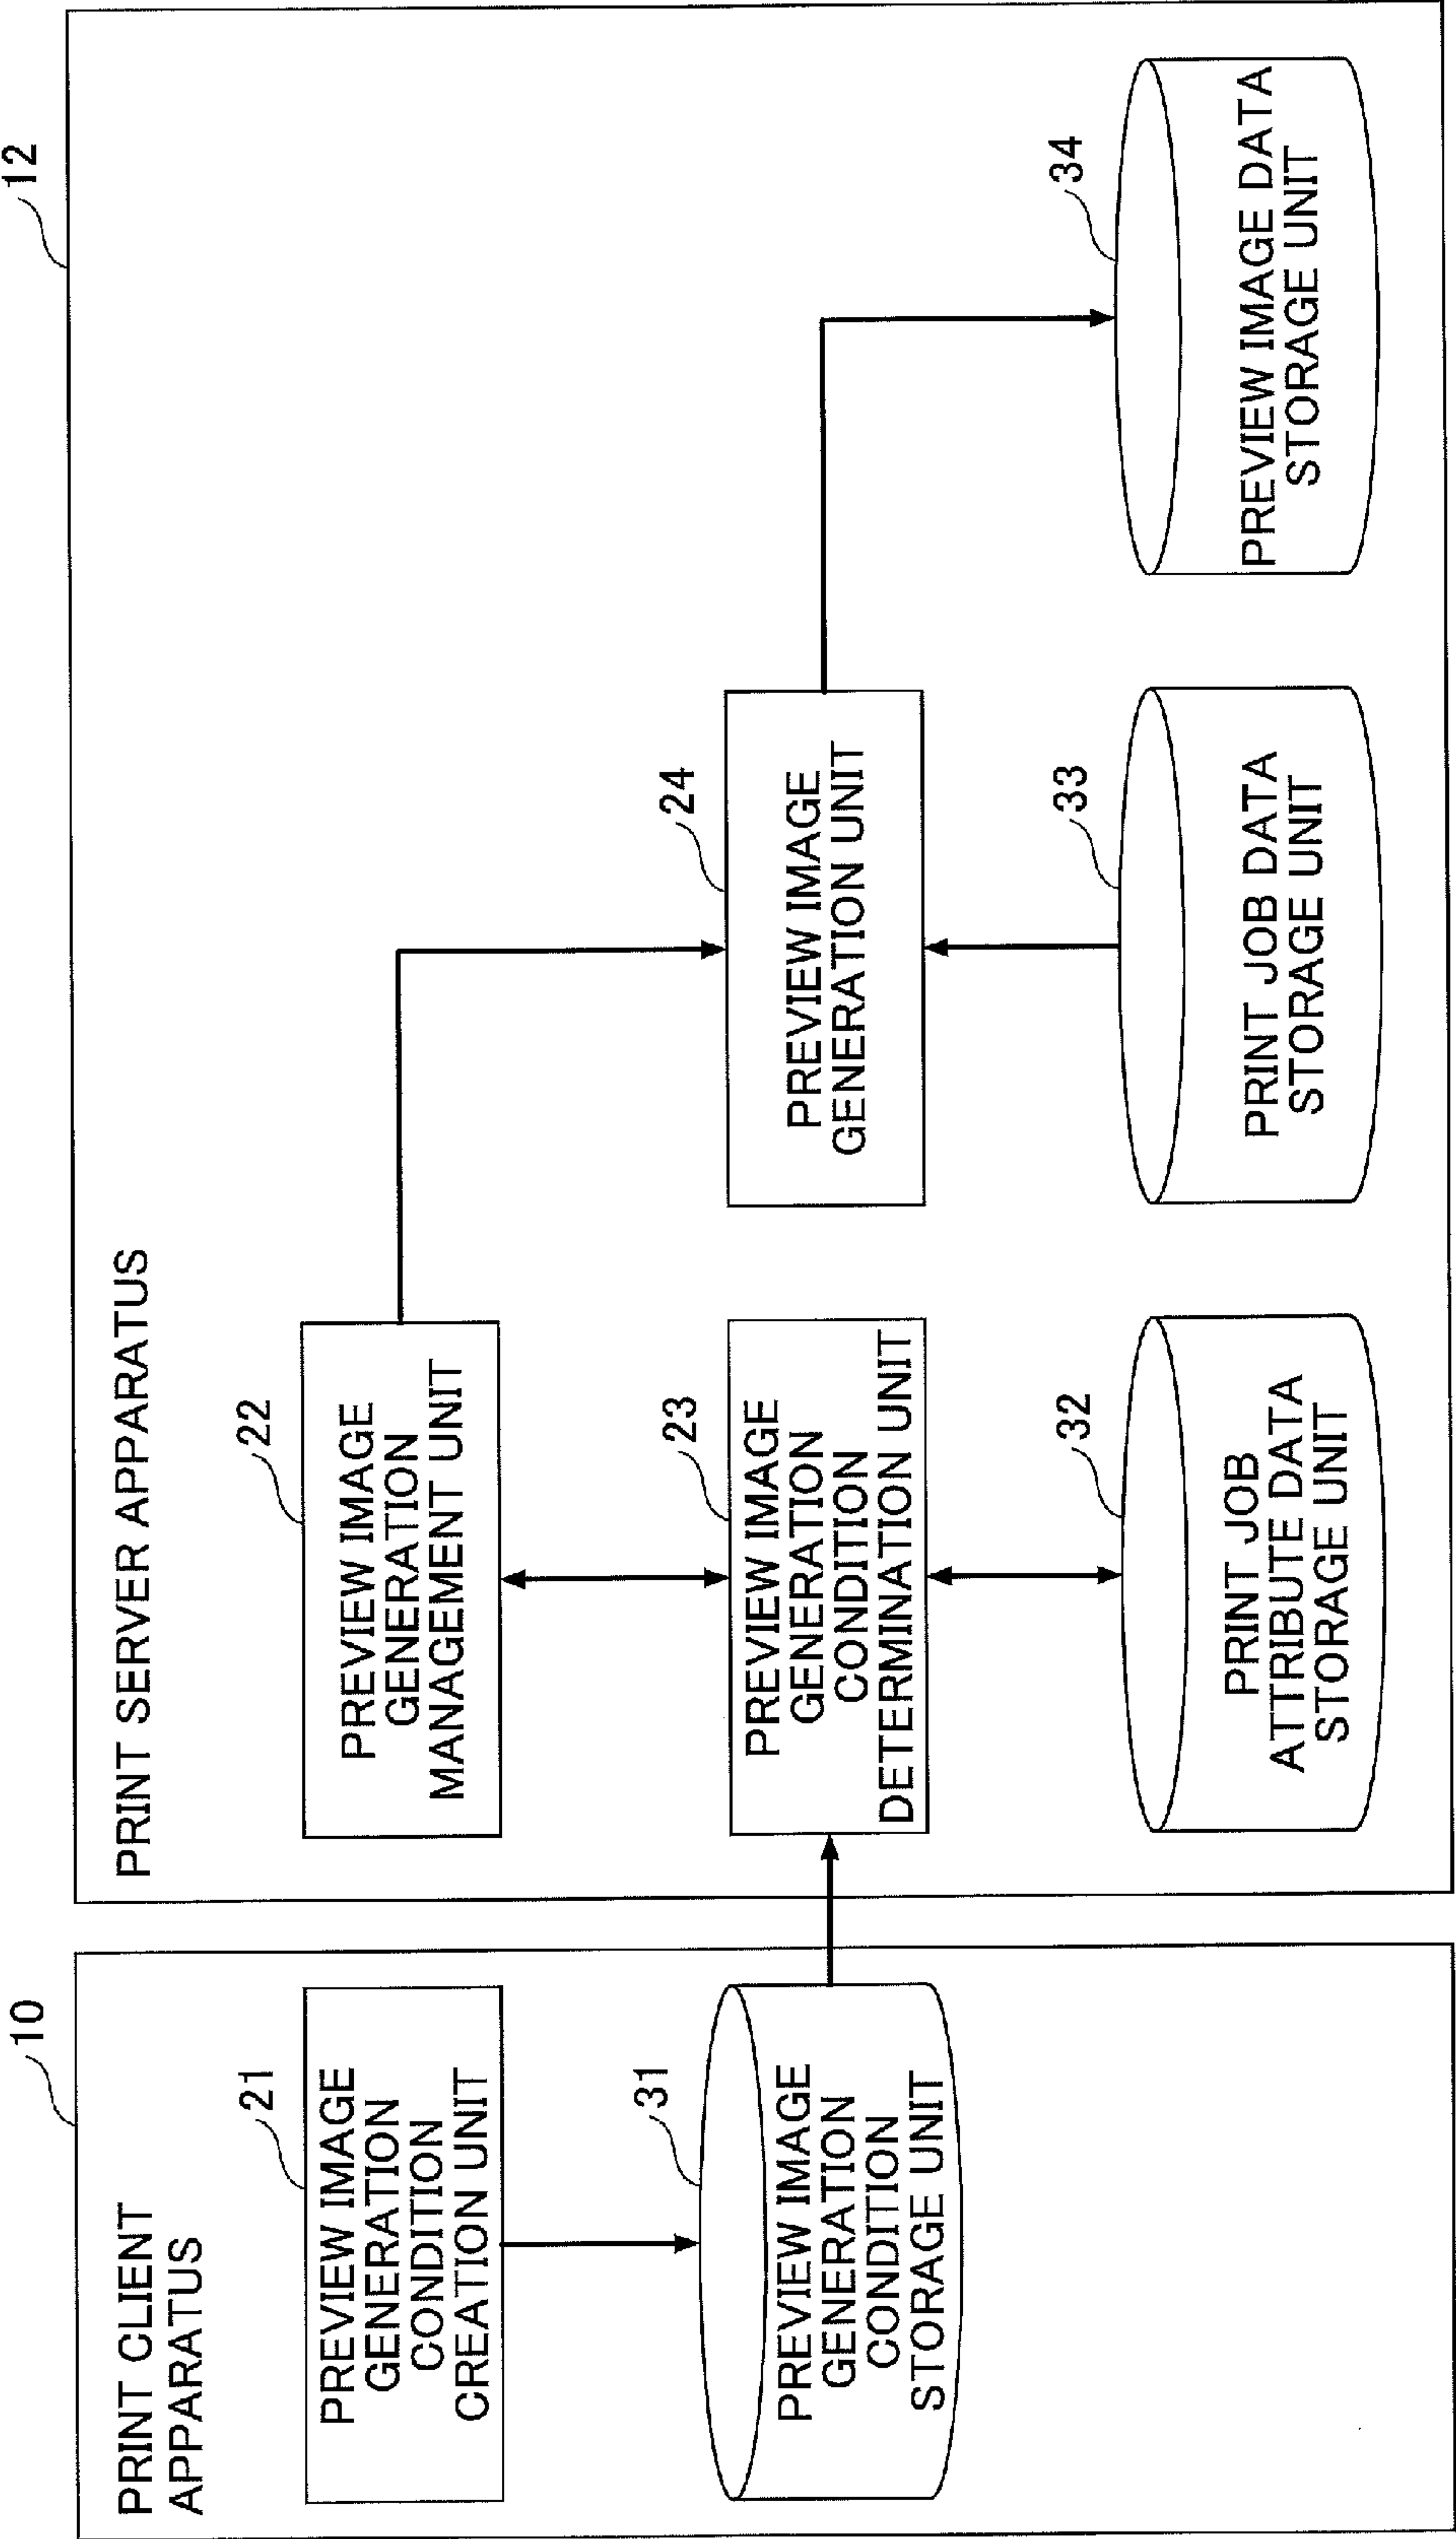 10
PRINT CLIENT
APPARATUS
21
PREVIEW IMAGE
GENERATION
CONDITION
CREATION UNIT
31
PREVIEW IMAGE
GENERATION
CONDITION
STORAGE UNIT
12
PRINT SERVER APPARATUS
22
PREVIEW IMAGE
GENERATION
MANAGEMENT UNIT
23
PREVIEW IMAGE
GENERATION
CONDITION
DETERMINATION UNIT
24
PREVIEW IMAGE
GENERATION UNIT
32
PRINT JOB
ATTRIBUTE DATA
STORAGE UNIT
33
PRINT JOB DATA
STORAGE UNIT
34
PREVIEW IMAGE DATA
STORAGE UNIT